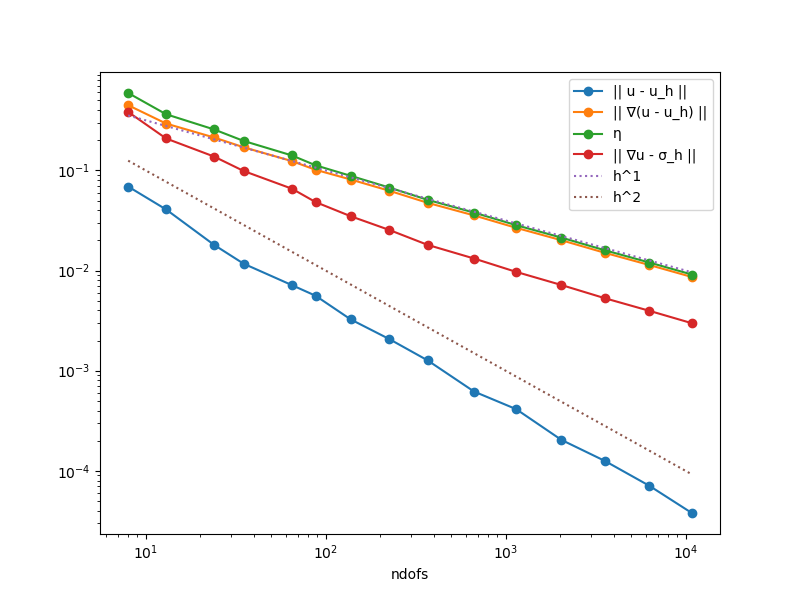 || u - u_h ||
|| ∇(u - u_h) ||
η
|| ∇u - σ_h ||
h^1
h^2
10⁻¹
10⁻²
10⁻³
10⁻⁴
10¹ 10² 10³ 10⁴
ndofs